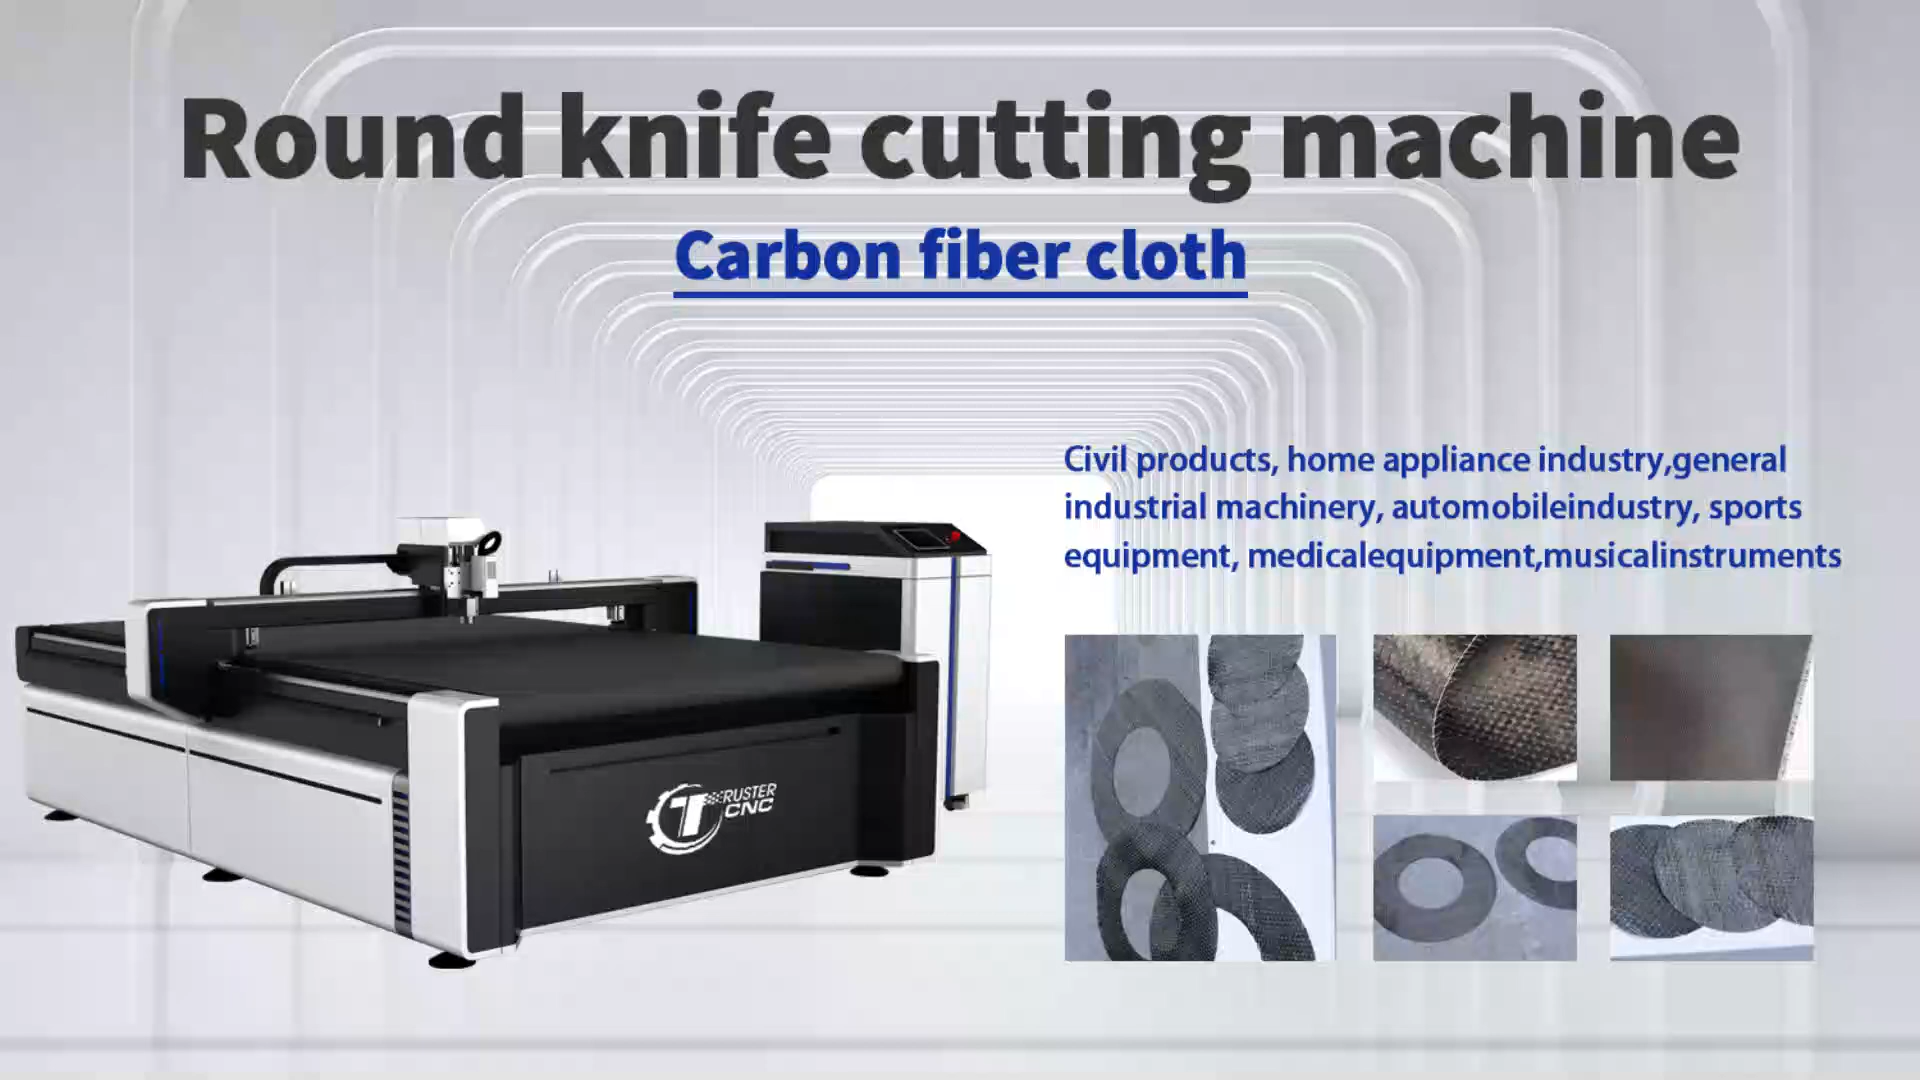 Round knife cutting machine
Carbon fiber cloth
Civil products, home appliance industry,general
industrial machinery, automobileindustry, sports
equipment, medicalequipment,musicalinstruments
TRUSTER
CNC